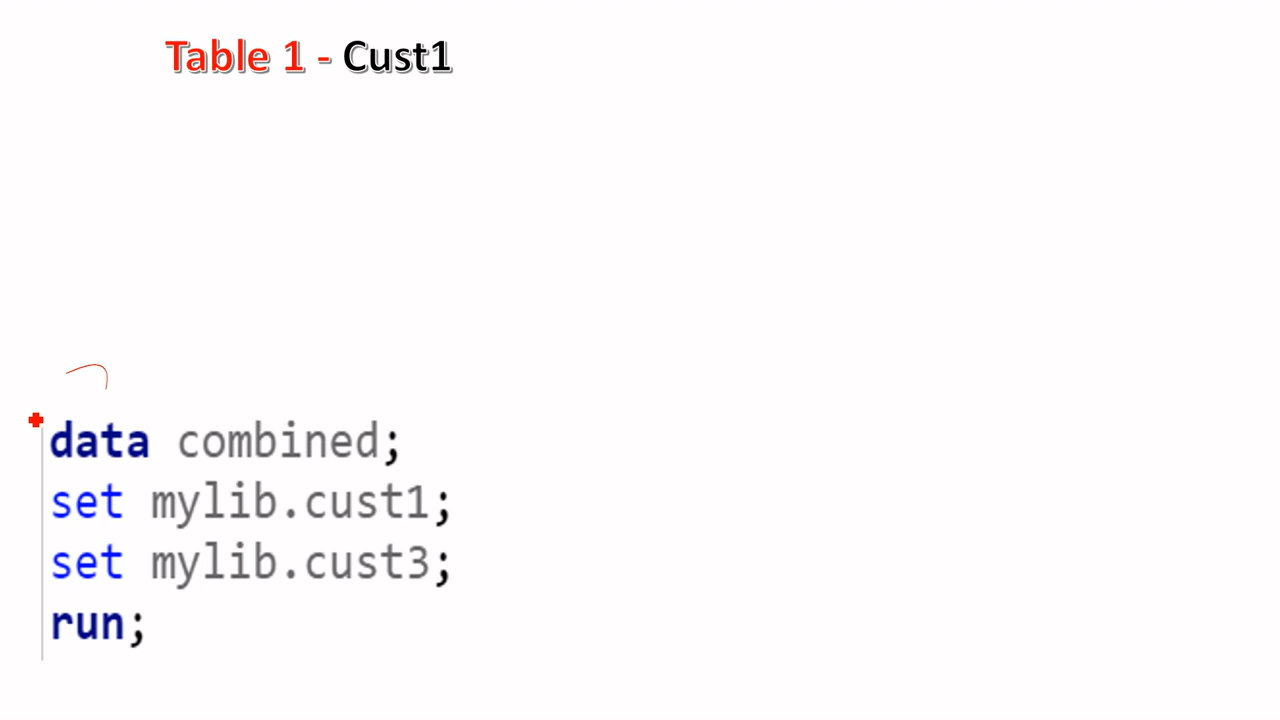 Table 1 - Cust1
data combined;
set mylib.cust1;
set mylib.cust3;
run;